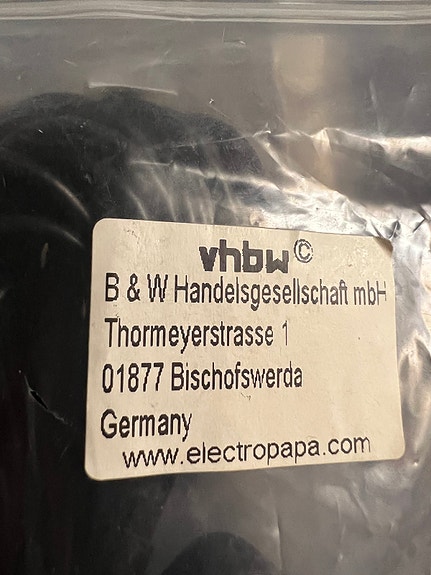 vhbw©
B & W Handelsgesellschaft mbH
Thormeyerstrasse 1
01877 Bischofswerda
Germany
www.electropapa.com